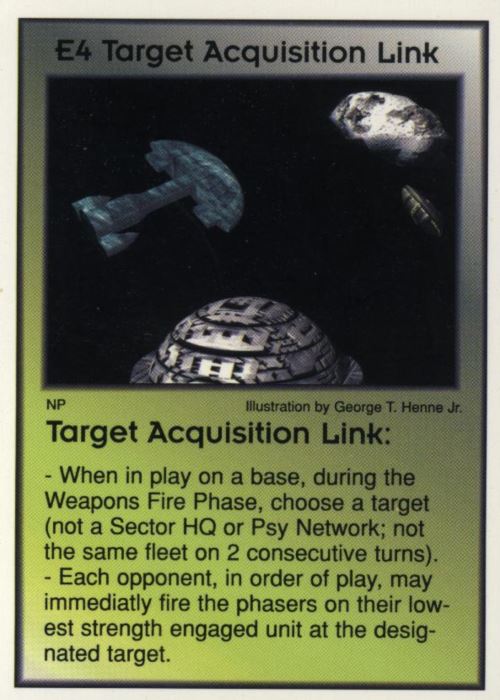 E4 Target Acquisition Link
NP
Illustration by George T. Henne Jr.
Target Acquisition Link:
- When in play on a base, during the
Weapons Fire Phase, choose a target
(not a Sector HQ or Psy Network; not
the same fleet on 2 consecutive turns).
- Each opponent, in order of play, may
immediatly fire the phasers on their low-
est strength engaged unit at the desig-
nated target.